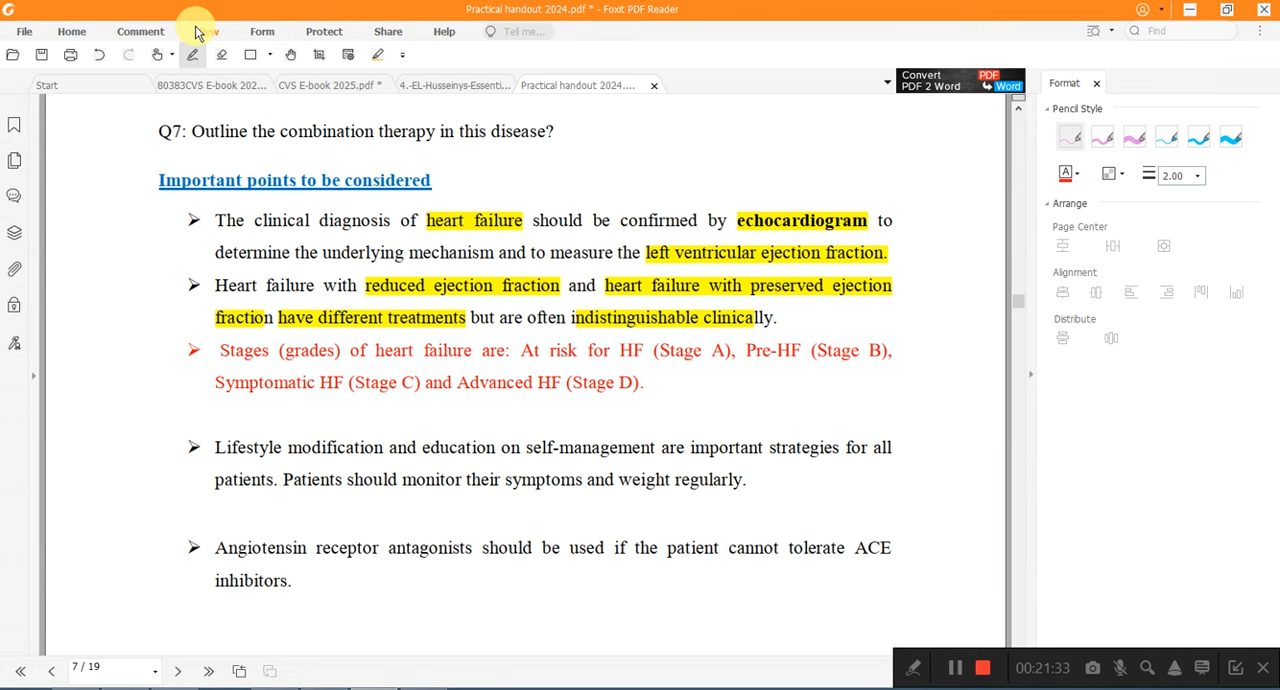 Practical handout 2024.pdf * - Foxit PDF Reader
File Home Comment Form Protect Share Help Tell me... Find
Start 80383CVS E-book 202... CVS E-book 2025.pdf * 4.-EL-Husseinys-Essenti... Practical handout 2024....
Convert PDF
PDF 2 Word Word
Format
Pencil Style
2.00
Arrange
Page Center
Alignment
Distribute
Q7: Outline the combination therapy in this disease?
Important points to be considered
The clinical diagnosis of heart failure should be confirmed by echocardiogram to
determine the underlying mechanism and to measure the left ventricular ejection fraction.
Heart failure with reduced ejection fraction and heart failure with preserved ejection
fraction have different treatments but are often indistinguishable clinically.
Stages (grades) of heart failure are: At risk for HF (Stage A), Pre-HF (Stage B),
Symptomatic HF (Stage C) and Advanced HF (Stage D).
Lifestyle modification and education on self-management are important strategies for all
patients. Patients should monitor their symptoms and weight regularly.
Angiotensin receptor antagonists should be used if the patient cannot tolerate ACE
inhibitors.
7 / 19
00:21:33